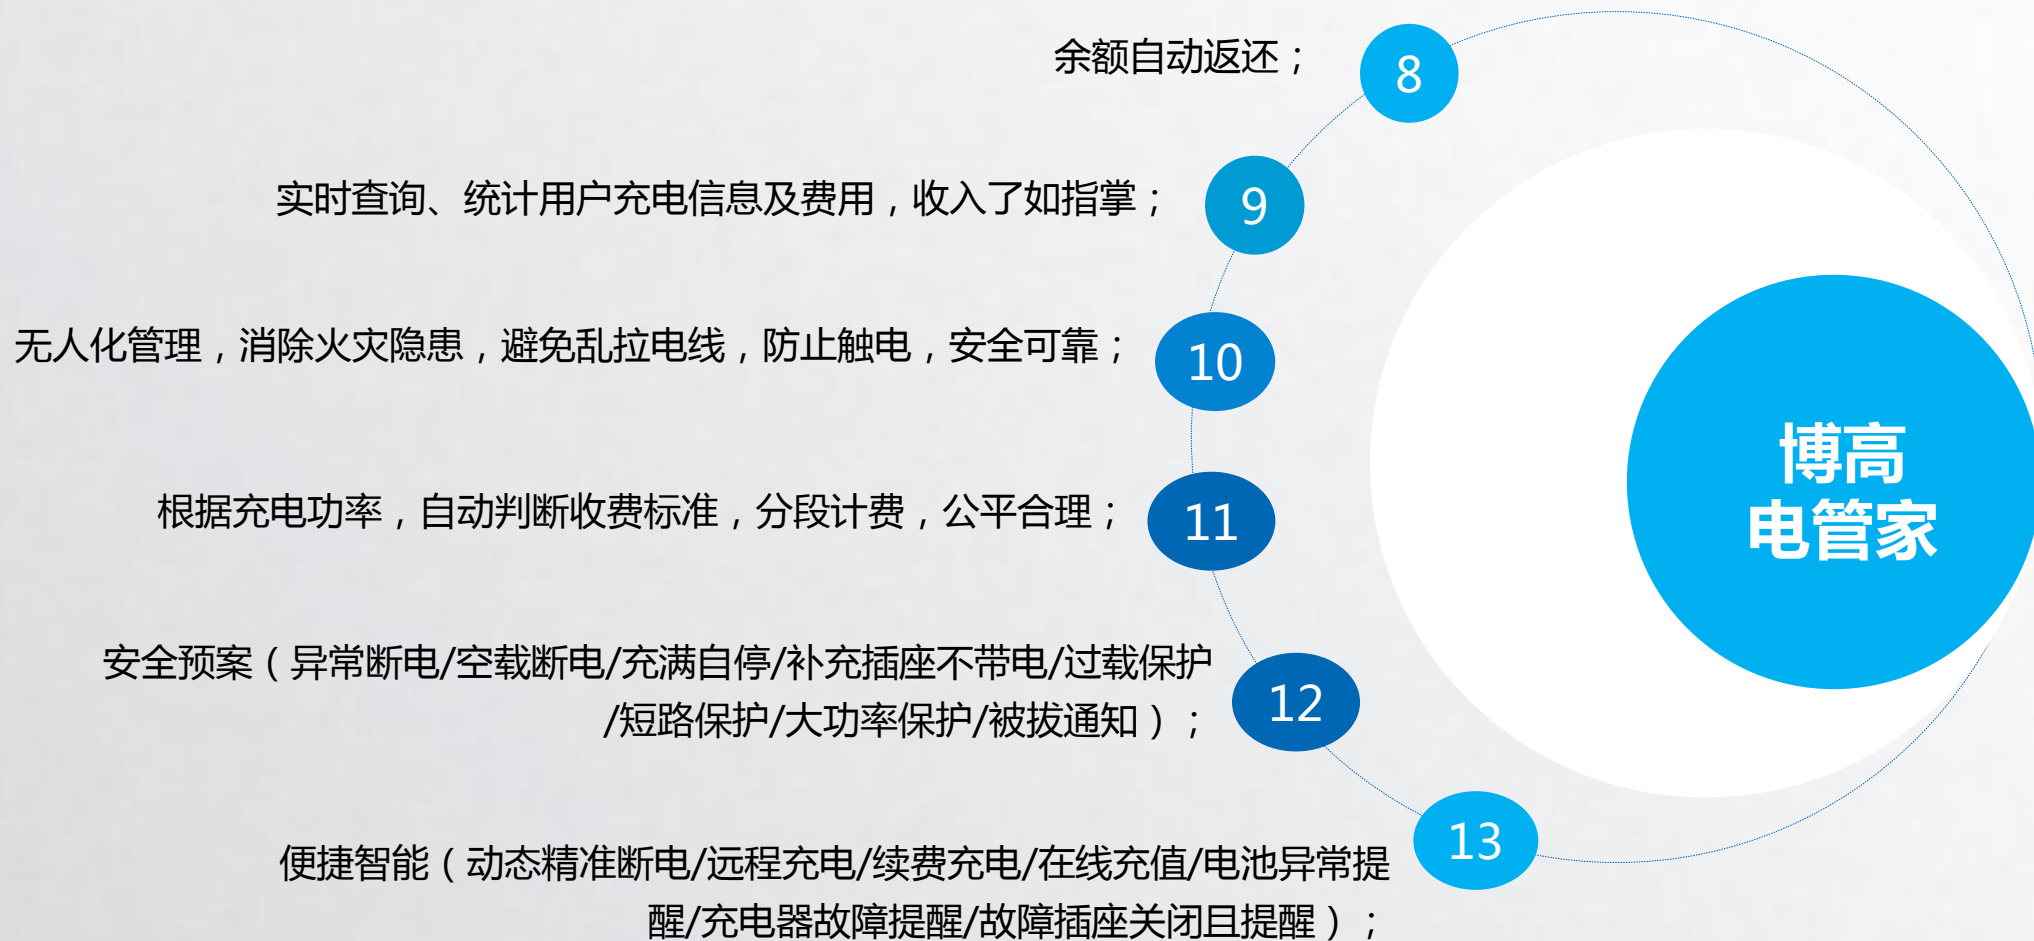 余额自动返还；
8
实时查询、统计用户充电信息及费用，收入了如指掌；
9
无人化管理，消除火灾隐患，避免乱拉电线，防止触电，安全可靠；
10
根据充电功率，自动判断收费标准，分段计费，公平合理；
11
安全预案（异常断电/空载断电/充满自停/补充插座不带电/过载保护
/短路保护/大功率保护/被拔通知）；
12
便捷智能（动态精准断电/远程充电/续费充电/在线充值/电池异常提
醒/充电器故障提醒/故障插座关闭且提醒）；
13
博高
电管家